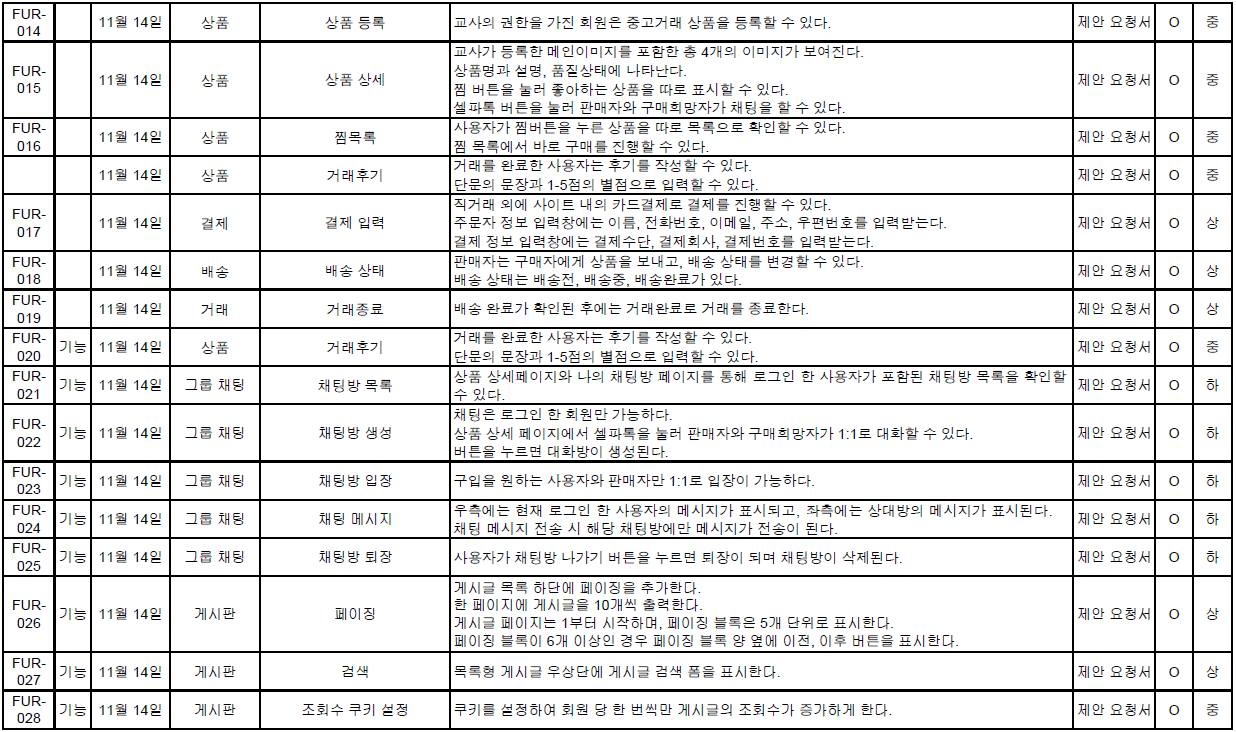 FUR-014 11월 14일 상품 상품 등록 교사의 권한을 가진 회원은 중고거래 상품을 등록할 수 있다. 제안 요청서 O 중
FUR-015 11월 14일 상품 상품 상세 교사가 등록한 메인이미지를 포함한 총 4개의 이미지가 보여진다.
상품명과 설명, 품질상태에 나타난다.
찜 버튼을 눌러 좋아하는 상품을 따로 표시할 수 있다.
셀파톡 버튼을 눌러 판매자와 구매희망자가 채팅을 할 수 있다. 제안 요청서 O 중
FUR-016 11월 14일 상품 찜목록 사용자가 찜버튼을 누른 상품을 따로 목록으로 확인할 수 있다.
찜 목록에서 바로 구매를 진행할 수 있다. 제안 요청서 O 중
11월 14일 상품 거래후기 거래를 완료한 사용자는 후기를 작성할 수 있다.
단문의 문장과 1-5점의 별점으로 입력할 수 있다. 제안 요청서 O 중
FUR-017 11월 14일 결제 결제 입력 직거래 외에 사이트 내의 카드결제로 결제를 진행할 수 있다.
주문자 정보 입력창에는 이름, 전화번호, 이메일, 주소, 우편번호를 입력받는다.
결제 정보 입력창에는 결제수단, 결제회사, 결제번호를 입력받는다. 제안 요청서 O 상
FUR-018 11월 14일 배송 배송 상태 판매자는 구매자에게 상품을 보내고, 배송 상태를 변경할 수 있다.
배송 상태는 배송전, 배송중, 배송완료가 있다. 제안 요청서 O 상
FUR-019 11월 14일 거래 거래종료 배송 완료가 확인된 후에는 거래완료로 거래를 종료한다. 제안 요청서 O 상
FUR-020 기능 11월 14일 상품 거래후기 거래를 완료한 사용자는 후기를 작성할 수 있다.
단문의 문장과 1-5점의 별점으로 입력할 수 있다. 제안 요청서 O 중
FUR-021 기능 11월 14일 그룹 채팅 채팅방 목록 상품 상세페이지와 나의 채팅방 페이지를 통해 로그인 한 사용자가 포함된 채팅방 목록을 확인할
수 있다. 제안 요청서 O 하
FUR-022 기능 11월 14일 그룹 채팅 채팅방 생성 채팅은 로그인 한 회원만 가능하다.
상품 상세 페이지에서 셀파톡을 눌러 판매자와 구매희망자가 1:1로 대화할 수 있다.
버튼을 누르면 대화방이 생성된다. 제안 요청서 O 하
FUR-023 기능 11월 14일 그룹 채팅 채팅방 입장 구입을 원하는 사용자와 판매자만 1:1로 입장이 가능하다. 제안 요청서 O 하
FUR-024 기능 11월 14일 그룹 채팅 채팅 메시지 우측에는 현재 로그인 한 사용자의 메시지가 표시되고, 좌측에는 상대방의 메시지가 표시된다.
채팅 메시지 전송 시 해당 채팅방에만 메시지가 전송이 된다. 제안 요청서 O 하
FUR-025 기능 11월 14일 그룹 채팅 채팅방 퇴장 사용자가 채팅방 나가기 버튼을 누르면 퇴장이 되며 채팅방이 삭제된다. 제안 요청서 O 하
FUR-026 기능 11월 14일 게시판 페이징 게시글 목록 하단에 페이징을 추가한다.
한 페이지에 게시글을 10개씩 출력한다.
게시글 페이지는 1부터 시작하며, 페이징 블록은 5개 단위로 표시한다.
페이징 블록이 6개 이상인 경우 페이징 블록 양 옆에 이전, 이후 버튼을 표시한다. 제안 요청서 O 상
FUR-027 기능 11월 14일 게시판 검색 목록형 게시글 우상단에 게시글 검색 폼을 표시한다. 제안 요청서 O 상
FUR-028 기능 11월 14일 게시판 조회수 쿠키 설정 쿠키를 설정하여 회원 당 한 번씩만 게시글의 조회수가 증가하게 한다. 제안 요청서 O 중